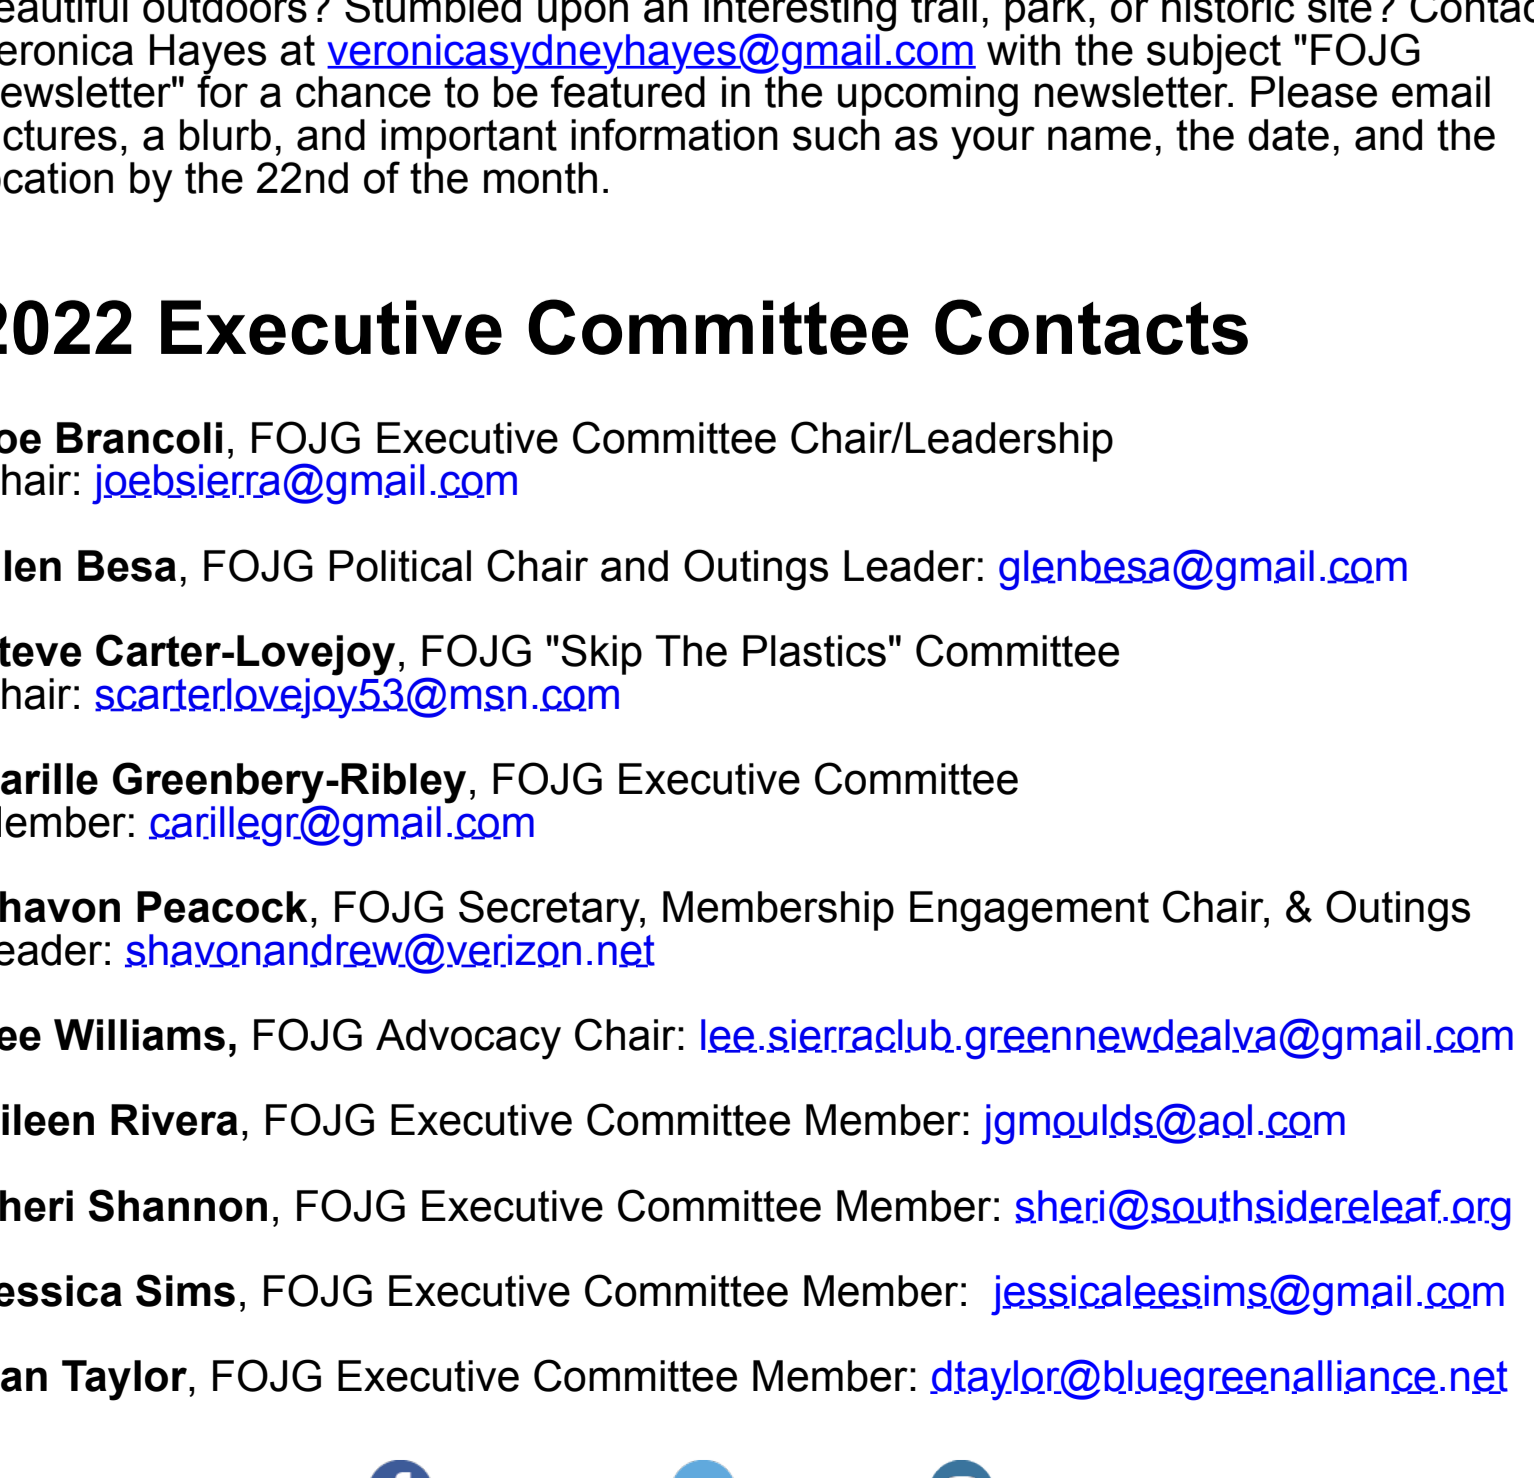 eautiful outdoors? Stumbled upon an interesting trail, park, or historic site? Contac
eronica Hayes at veronicasydneyhayes@gmail.com with the subject "FOJG
ewsletter" for a chance to be featured in the upcoming newsletter. Please email
ctures, a blurb, and important information such as your name, the date, and the
ocation by the 22nd of the month.
2022 Executive Committee Contacts
oe Brancoli, FOJG Executive Committee Chair/Leadership
hair: joebsierra@gmail.com
len Besa, FOJG Political Chair and Outings Leader: glenbesa@gmail.com
teve Carter-Lovejoy, FOJG "Skip The Plastics" Committee
hair: scarterlovejoy53@msn.com
arille Greenbery-Ribley, FOJG Executive Committee
ember: carillegr@gmail.com
havon Peacock, FOJG Secretary, Membership Engagement Chair, & Outings
eader: shavonandrew@verizon.net
ee Williams, FOJG Advocacy Chair: lee.sierraclub.greennewdealva@gmail.com
ileen Rivera, FOJG Executive Committee Member: jgmoulds@aol.com
heri Shannon, FOJG Executive Committee Member: sheri@southsidereleaf.org
essica Sims, FOJG Executive Committee Member: jessicaleesims@gmail.com
an Taylor, FOJG Executive Committee Member: dtaylor@bluegreenalliance.net